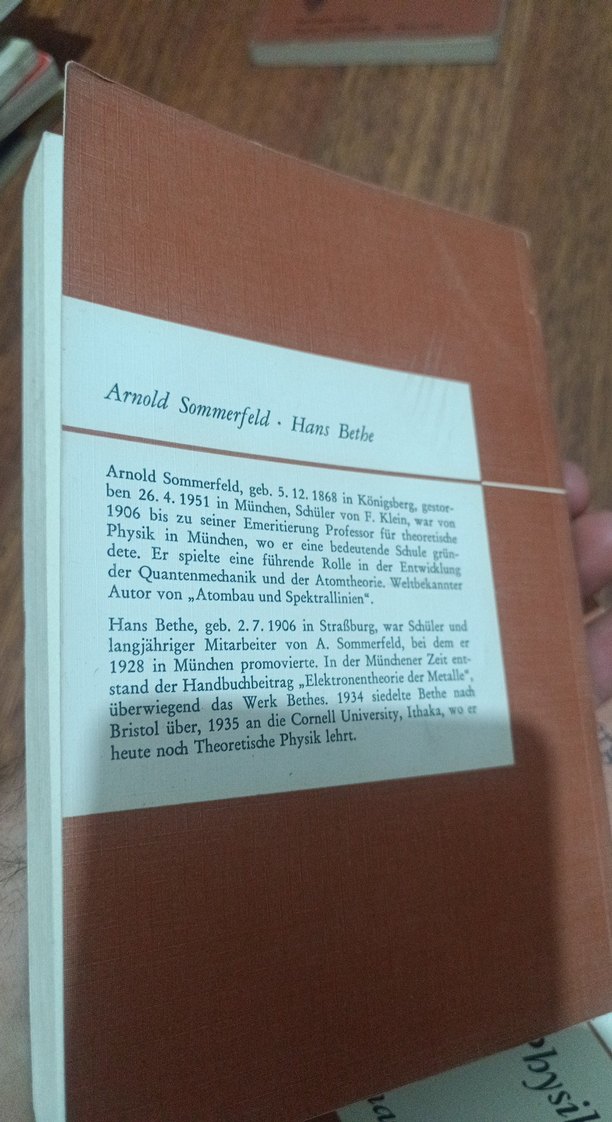 Arnold Sommerfeld · Hans Bethe
Arnold Sommerfeld, geb. 5. 12. 1868 in Königsberg, gestor-
ben 26. 4. 1951 in München, Schüler von F. Klein, war von
1906 bis zu seiner Emeritierung Professor für theoretische
Physik in München, wo er eine bedeutende Schule grün-
dete. Er spielte eine führende Rolle in der Entwicklung
der Quantenmechanik und der Atomtheorie. Weltbekannter
Autor von „Atombau und Spektrallinien“.
Hans Bethe, geb. 2. 7. 1906 in Straßburg, war Schüler und
langjähriger Mitarbeiter von A. Sommerfeld, bei dem er
1928 in München promovierte. In der Münchener Zeit ent-
stand der Handbuchbeitrag „Elektronentheorie der Metalle“,
überwiegend das Werk Bethes. 1934 siedelte Bethe nach
Bristol über, 1935 an die Cornell University, Ithaka, wo er
heute noch Theoretische Physik lehrt.